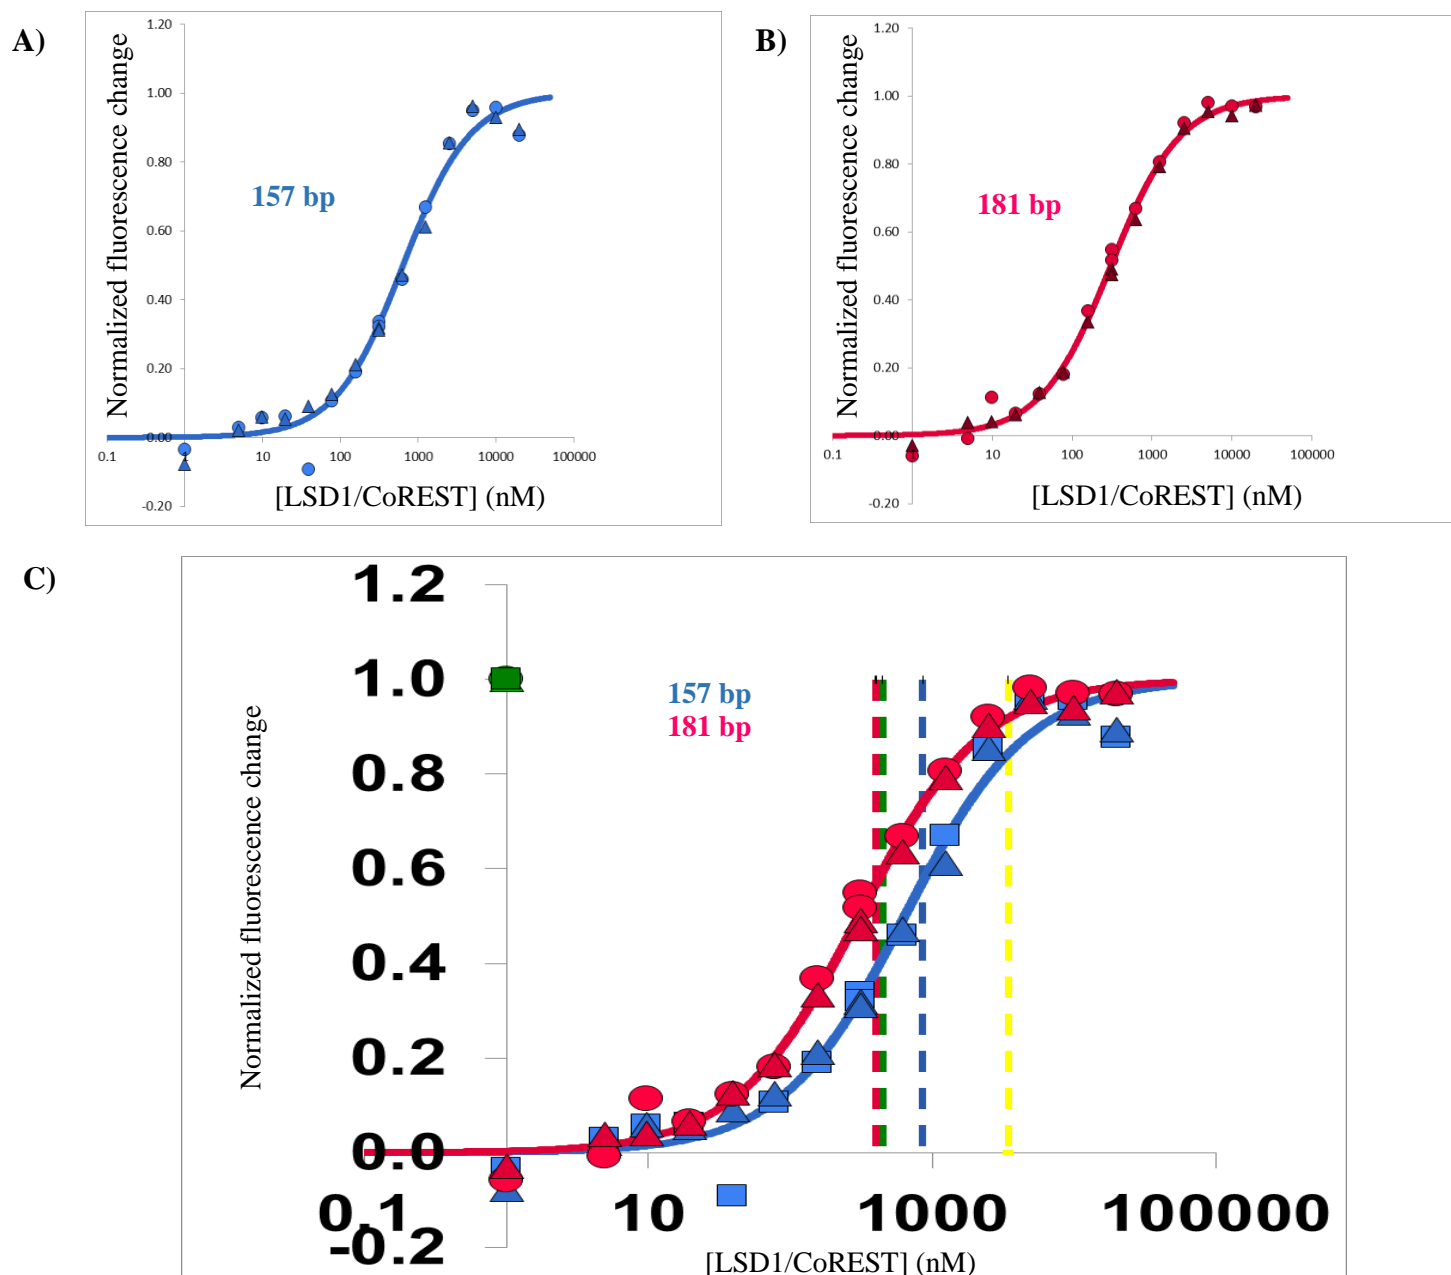 A)
Normalized fluorescence change
1.20
1.00
0.80
0.60
0.40
0.20
0.00
-0.20
157 bp
0.1 1 10 100 1000 10000 100000
[LSD1/CoREST] (nM)
B)
Normalized fluorescence change
1.20
1.00
0.80
0.60
0.40
0.20
0.00
-0.20
181 bp
0.1 1 10 100 1000 10000 100000
[LSD1/CoREST] (nM)
C)
Normalized fluorescence change
1.2
1.0
0.8
0.6
0.4
0.2
0.0
-0.2
157 bp
181 bp
0.1 10 1000 100000
[LSD1/CoREST] (nM)